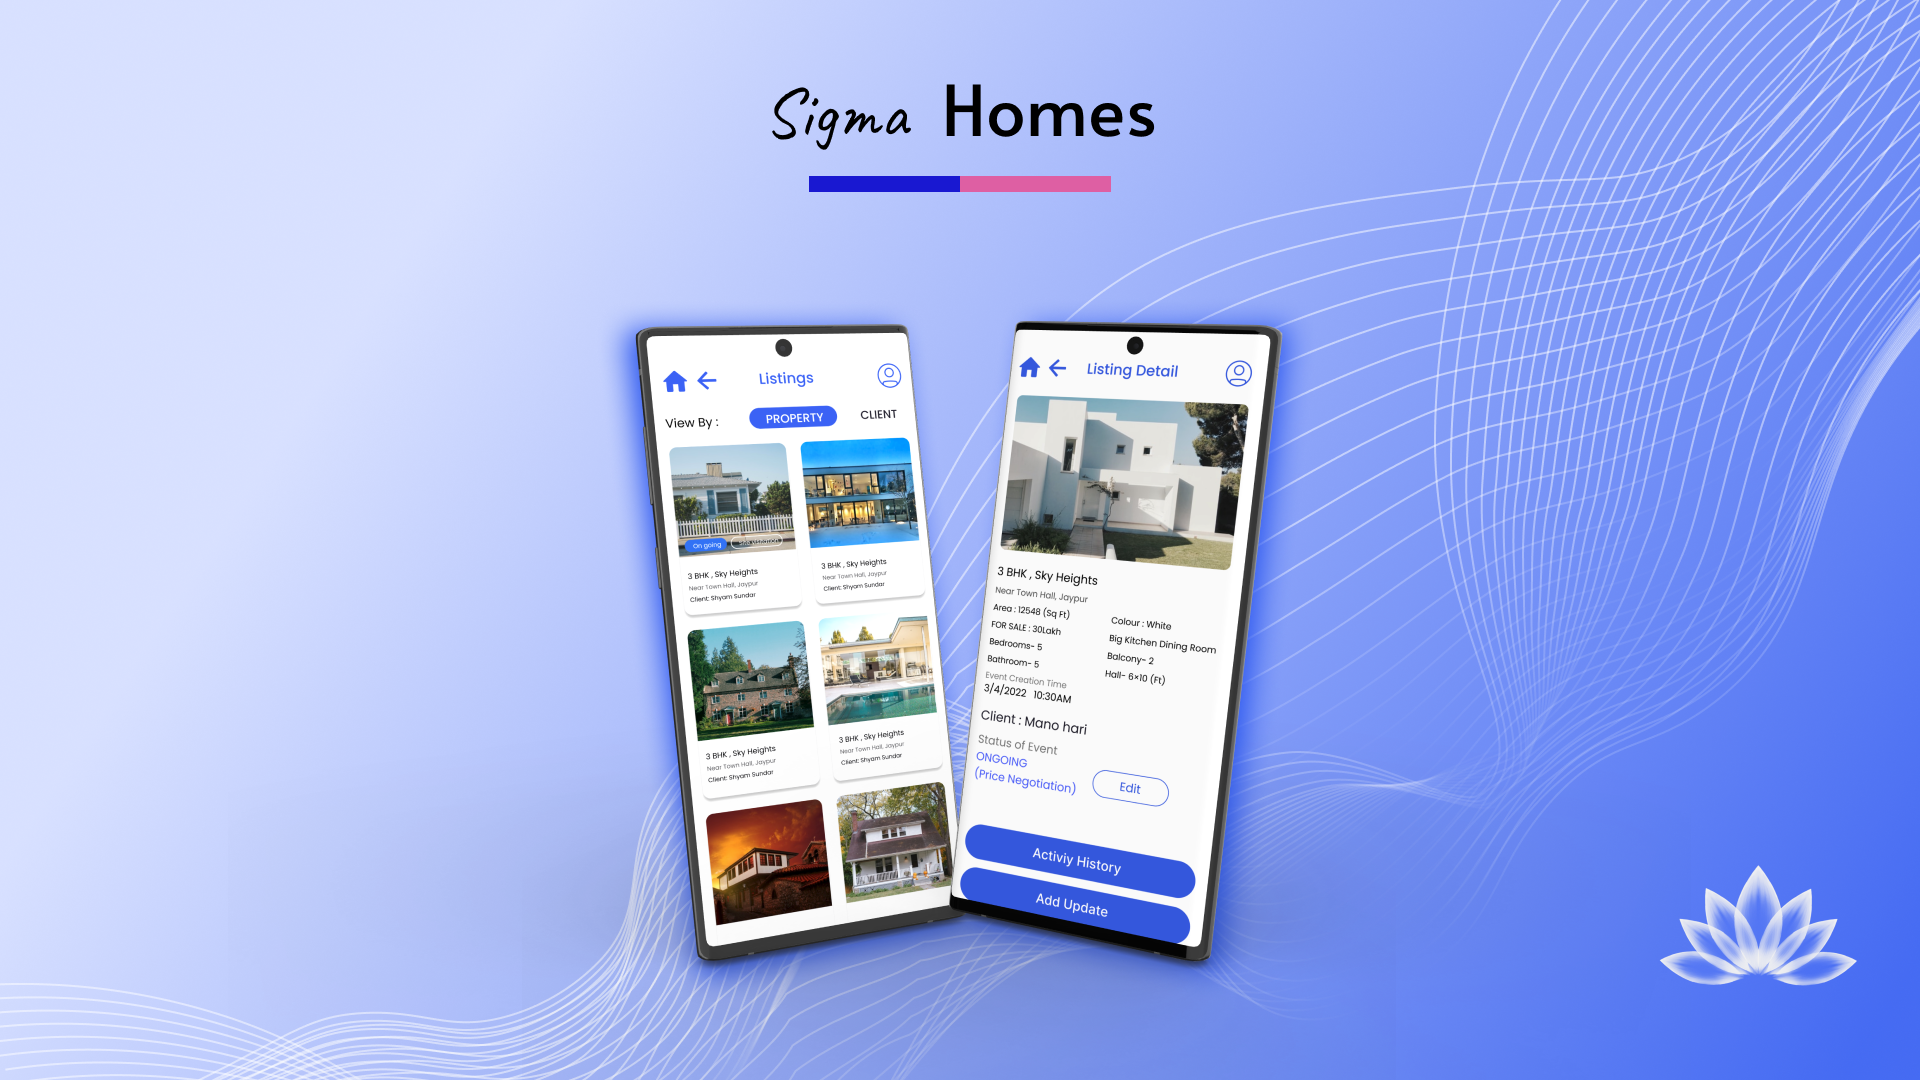 Sigma Homes
Listings
View By :
PROPERTY
CLIENT
On going
Site visitation
3 BHK , Sky Heights
Near Town Hall, Jaypur
Client: Shyam Sundar
3 BHK , Sky Heights
Near Town Hall, Jaypur
Client: Shyam Sundar
3 BHK , Sky Heights
Near Town Hall, Jaypur
Client: Shyam Sundar
3 BHK , Sky Heights
Near Town Hall, Jaypur
Client: Shyam Sundar
Listing Detail
3 BHK , Sky Heights
Near Town Hall, Jaypur
Area : 12548 (Sq Ft)
FOR SALE : 30Lakh
Bedrooms- 5
Bathroom- 5
Colour : White
Big Kitchen Dining Room
Balcony- 2
Hall- 6×10 (Ft)
Event Creation Time
3/4/2022 10:30AM
Client : Mano hari
Status of Event
ONGOING
(Price Negotiation)
Edit
Activiy History
Add Update